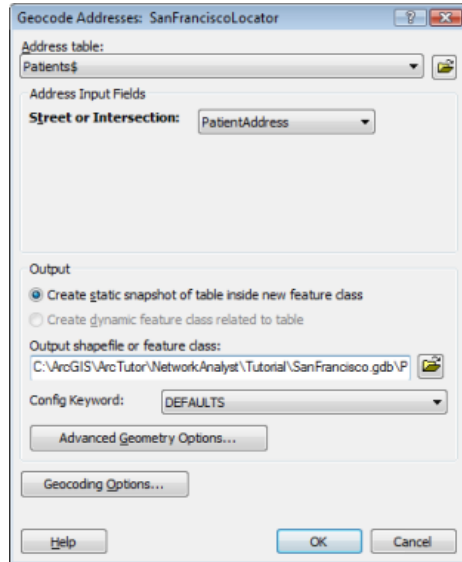 Geocode Addresses: SanFranciscoLocator
Address table:
Patients$
Address Input Fields
Street or Intersection: PatientAddress
Output
Create static snapshot of table inside new feature class
Create dynamic feature class related to table
Output shapefile or feature class:
C:\ArcGIS\ArcTutor\NetworkAnalyst\Tutorial\SanFrancisco.gdb\P
Config Keyword: DEFAULTS
Advanced Geometry Options...
Geocoding Options...
Help OK Cancel